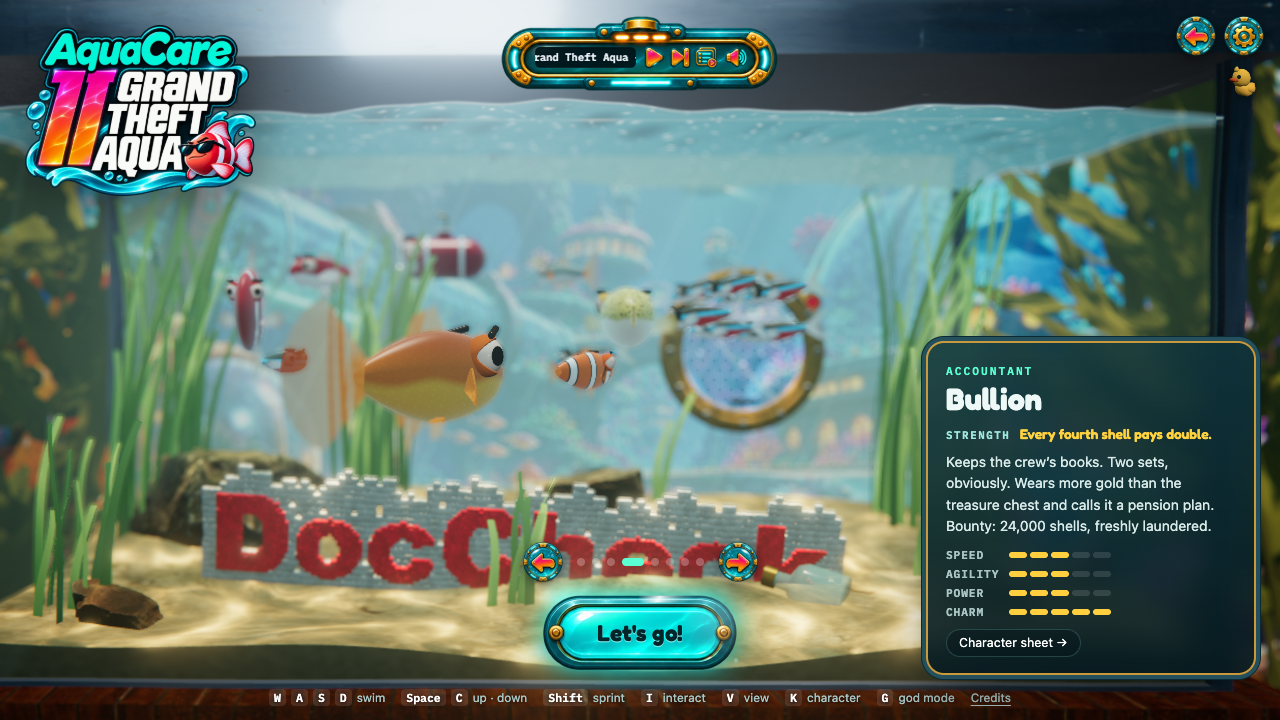 AquaCare
11 GRAND
THEFT
AQUA
rand Theft Aqua
ACCOUNTANT
Bullion
STRENGTH Every fourth shell pays double.
Keeps the crew's books. Two sets,
obviously. Wears more gold than the
treasure chest and calls it a pension plan.
Bounty: 24,000 shells, freshly laundered.
SPEED
AGILITY
POWER
CHARM
Character sheet →
DocCheck
Let's go!
W A S D swim Space C up · down Shift sprint I interact V view K character G god mode Credits